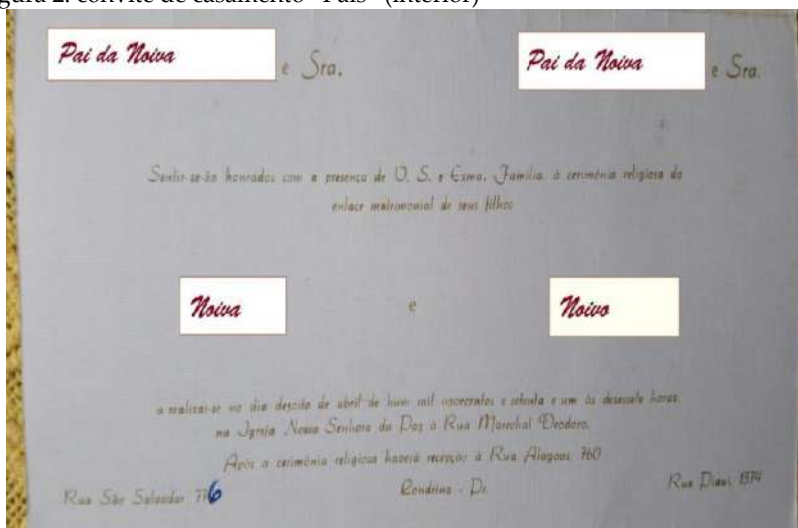 Figura 2: convite de casamento "Pais" (interior)
Pai da Noiva e Sra. Pai da Noiva e Sra.
Sentir-se-ão honrados com a presença de V. S. e Exma. Família, à cerimônia religiosa do
enlace matrimonial de seus filhos
Noiva e Noivo
a realizar-se no dia dezoito de abril de hum mil novecentos e setenta e um às dezessete horas,
na Igreja Nossa Senhora da Paz à Rua Marechal Deodoro.
Após a cerimônia religiosa haverá recepção à Rua Alagoas, 760
Rua São Salvador 776 Londrina - Pr. Rua Piauí, 1374